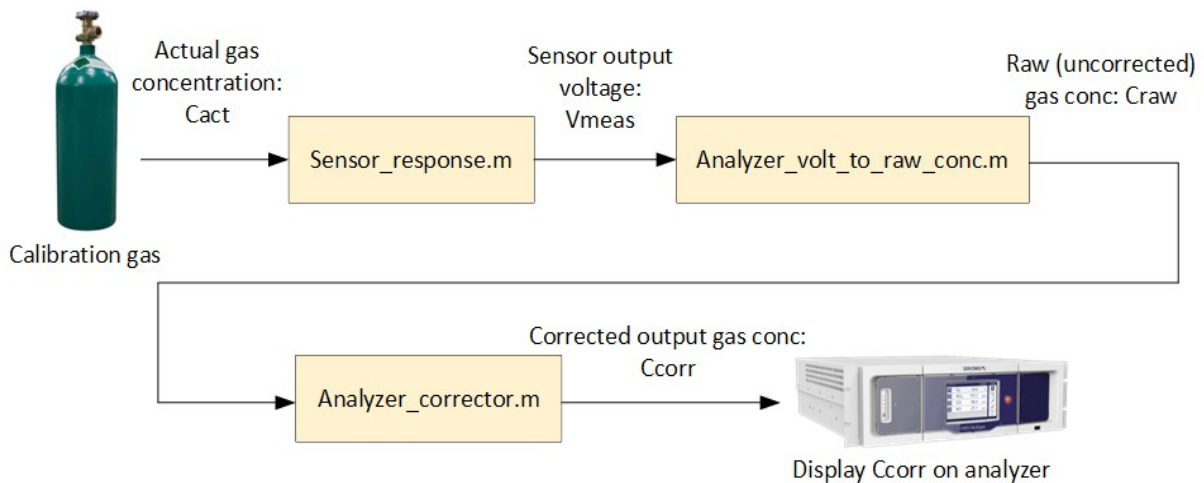 Actual gas
concentration:
Cact
Sensor output
voltage:
Vmeas
Raw (uncorrected)
gas conc: Craw
Sensor_response.m
Analyzer_volt_to_raw_conc.m
Calibration gas
Corrected output gas conc:
Ccorr
Analyzer_corrector.m
Display Ccorr on analyzer